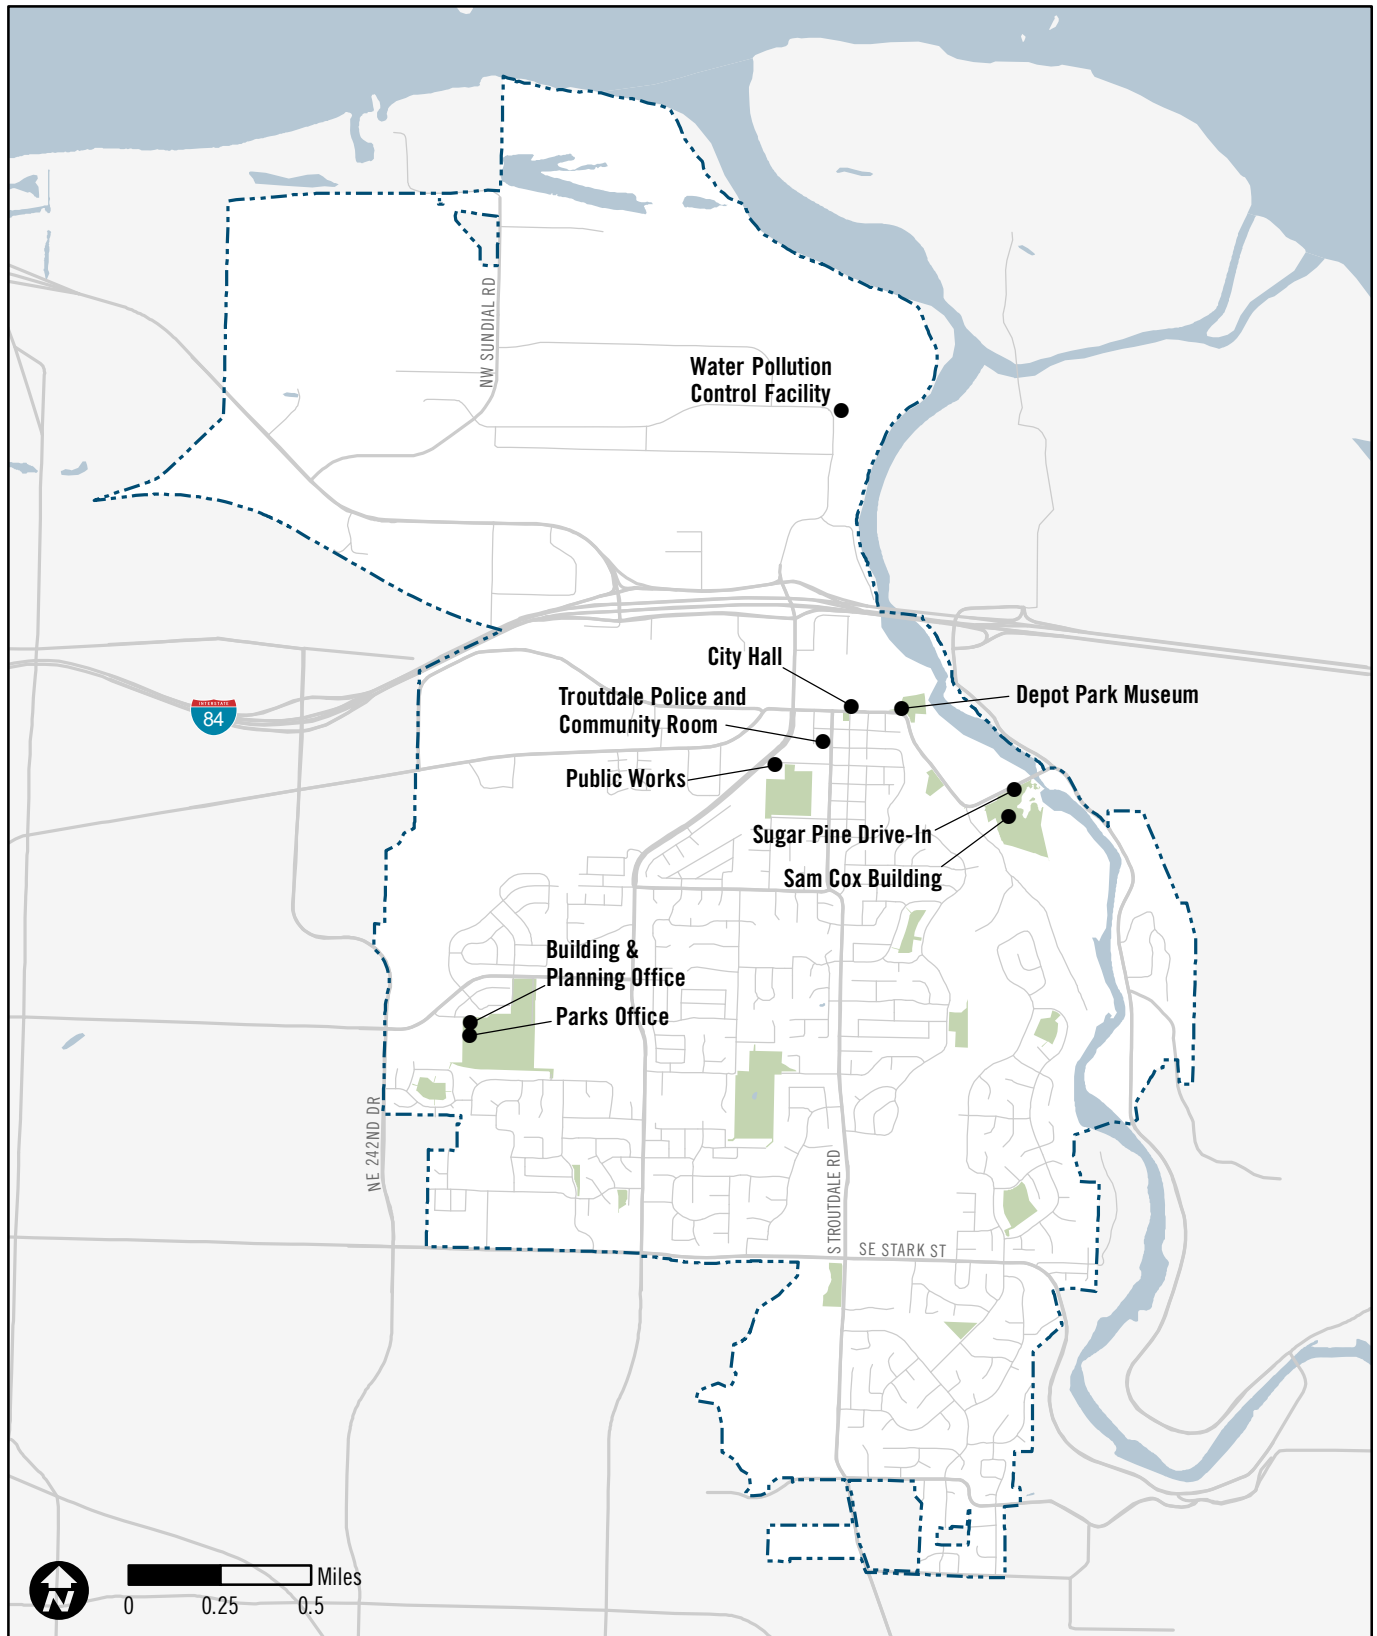 NW SUNDIAL RD
Water Pollution
Control Facility
City Hall
Troutdale Police and
Community Room
Depot Park Museum
INTERSTATE
84
Public Works
Sugar Pine Drive-In
Sam Cox Building
Building &
Planning Office
Parks Office
NE 242ND DR
S TROUTDALE RD
SE STARK ST
N
Miles
0 0.25 0.5